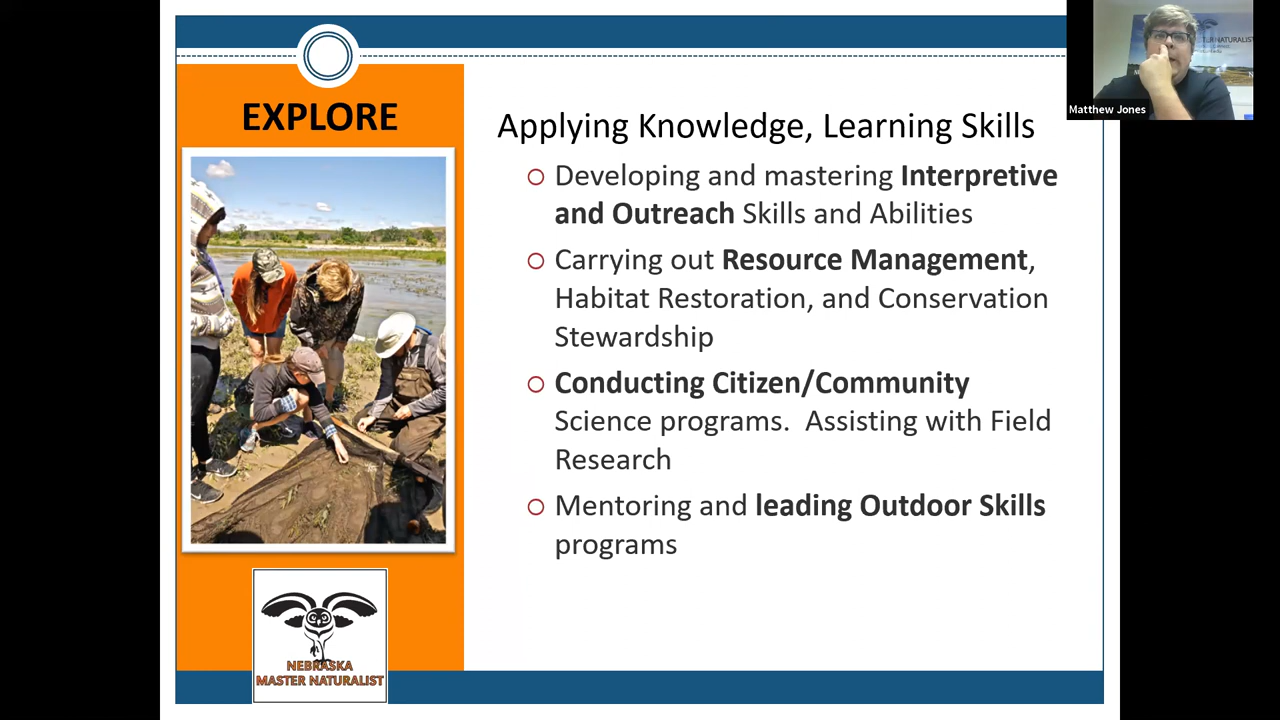 EXPLORE
Applying Knowledge, Learning Skills
Developing and mastering Interpretive
and Outreach Skills and Abilities
Carrying out Resource Management,
Habitat Restoration, and Conservation
Stewardship
Conducting Citizen/Community
Science programs.  Assisting with Field
Research
Mentoring and leading Outdoor Skills
programs
NEBRASKA
MASTER NATURALIST
Matthew Jones
NATURALIST